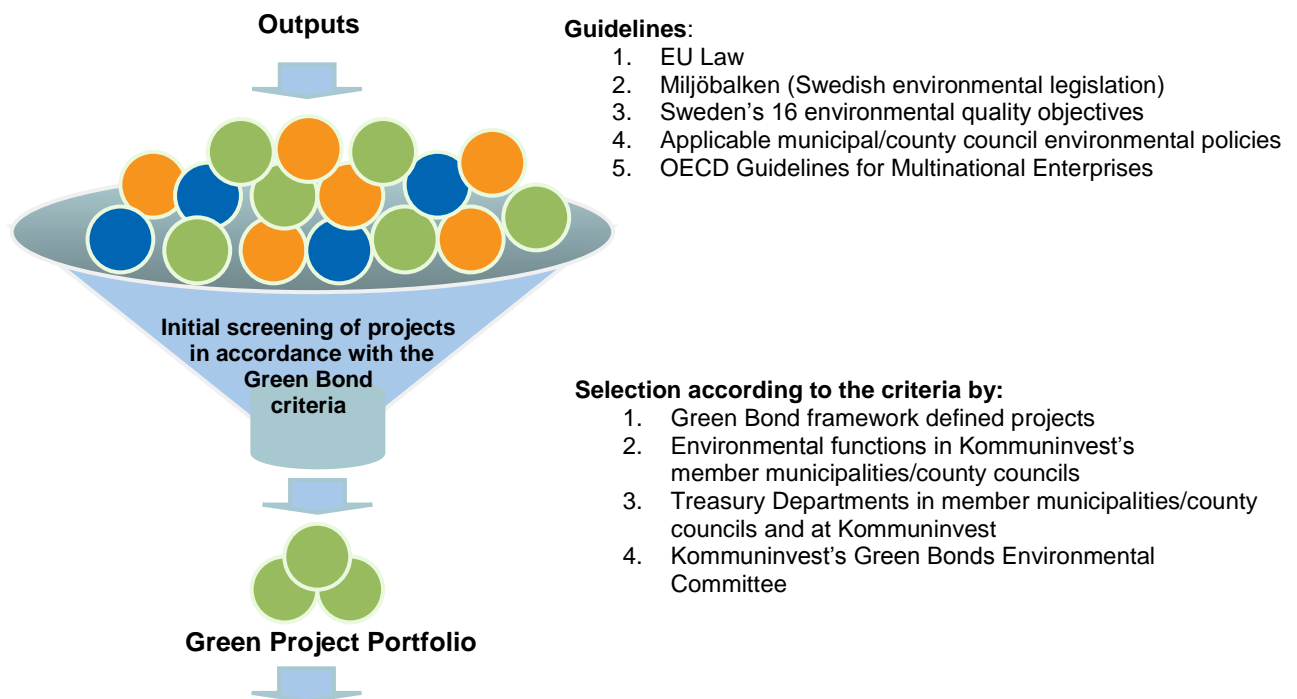 Outputs
Guidelines:
1. EU Law
2. Miljöbalken (Swedish environmental legislation)
3. Sweden’s 16 environmental quality objectives
4. Applicable municipal/county council environmental policies
5. OECD Guidelines for Multinational Enterprises
Initial screening of projects
in accordance with the
Green Bond
criteria
Selection according to the criteria by:
1. Green Bond framework defined projects
2. Environmental functions in Kommuninvest’s
member municipalities/county councils
3. Treasury Departments in member municipalities/county
councils and at Kommuninvest
4. Kommuninvest’s Green Bonds Environmental
Committee
Green Project Portfolio